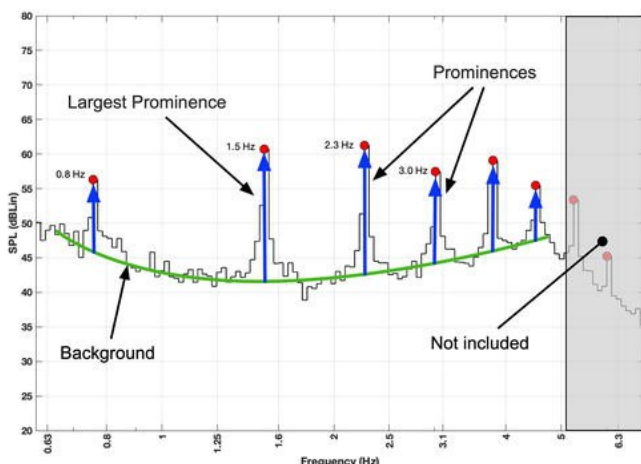 80
75
70
65
60
55
50
45
40
35
30
25
20
SPL (dBLin)
Largest Prominence
Prominences
0.8 Hz
1.5 Hz
2.3 Hz
3.0 Hz
Background
Not included
0.63
0.8
1
1.25
1.6
2
2.5
3.1
4
5
6.3
Frequency (Hz)